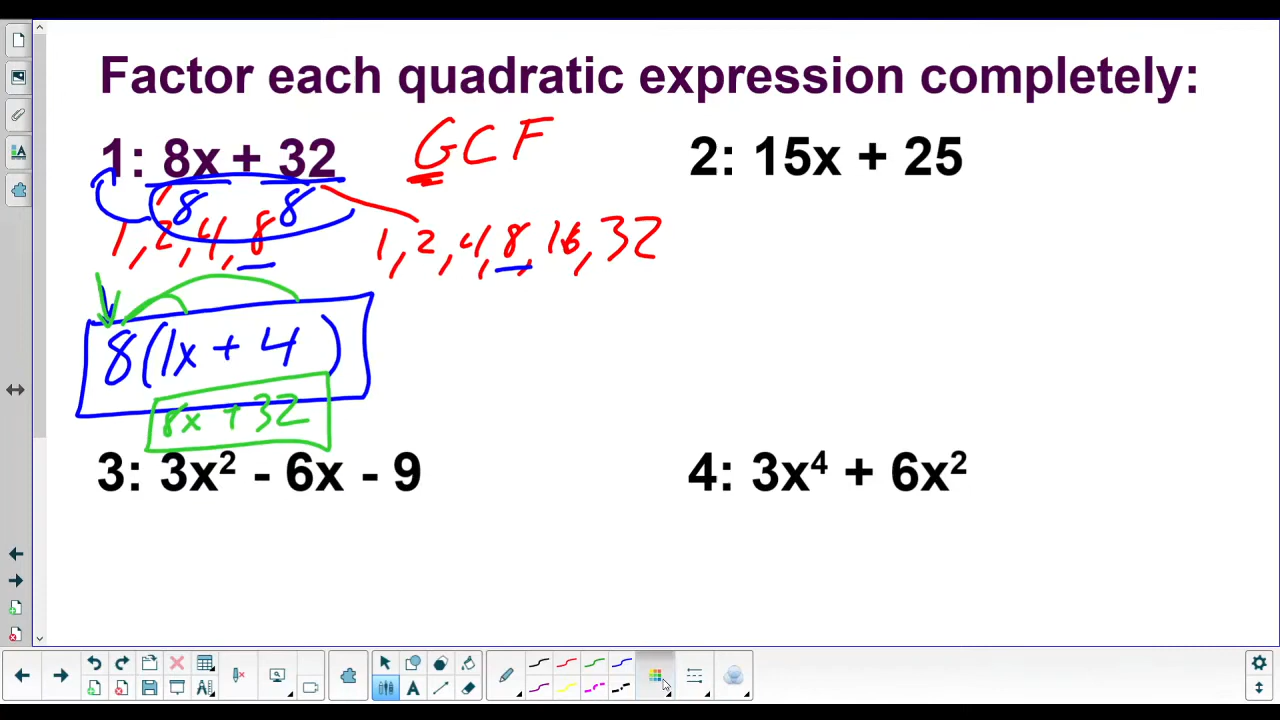 Factor each quadratic expression completely:
1: 8x + 32
GCF
2: 15x + 25
8 8
1, 2, 4, 8
1, 2, 4, 8, 16, 32
8(1x + 4)
8x + 32
3: 3x² - 6x - 9
4: 3x⁴ + 6x²